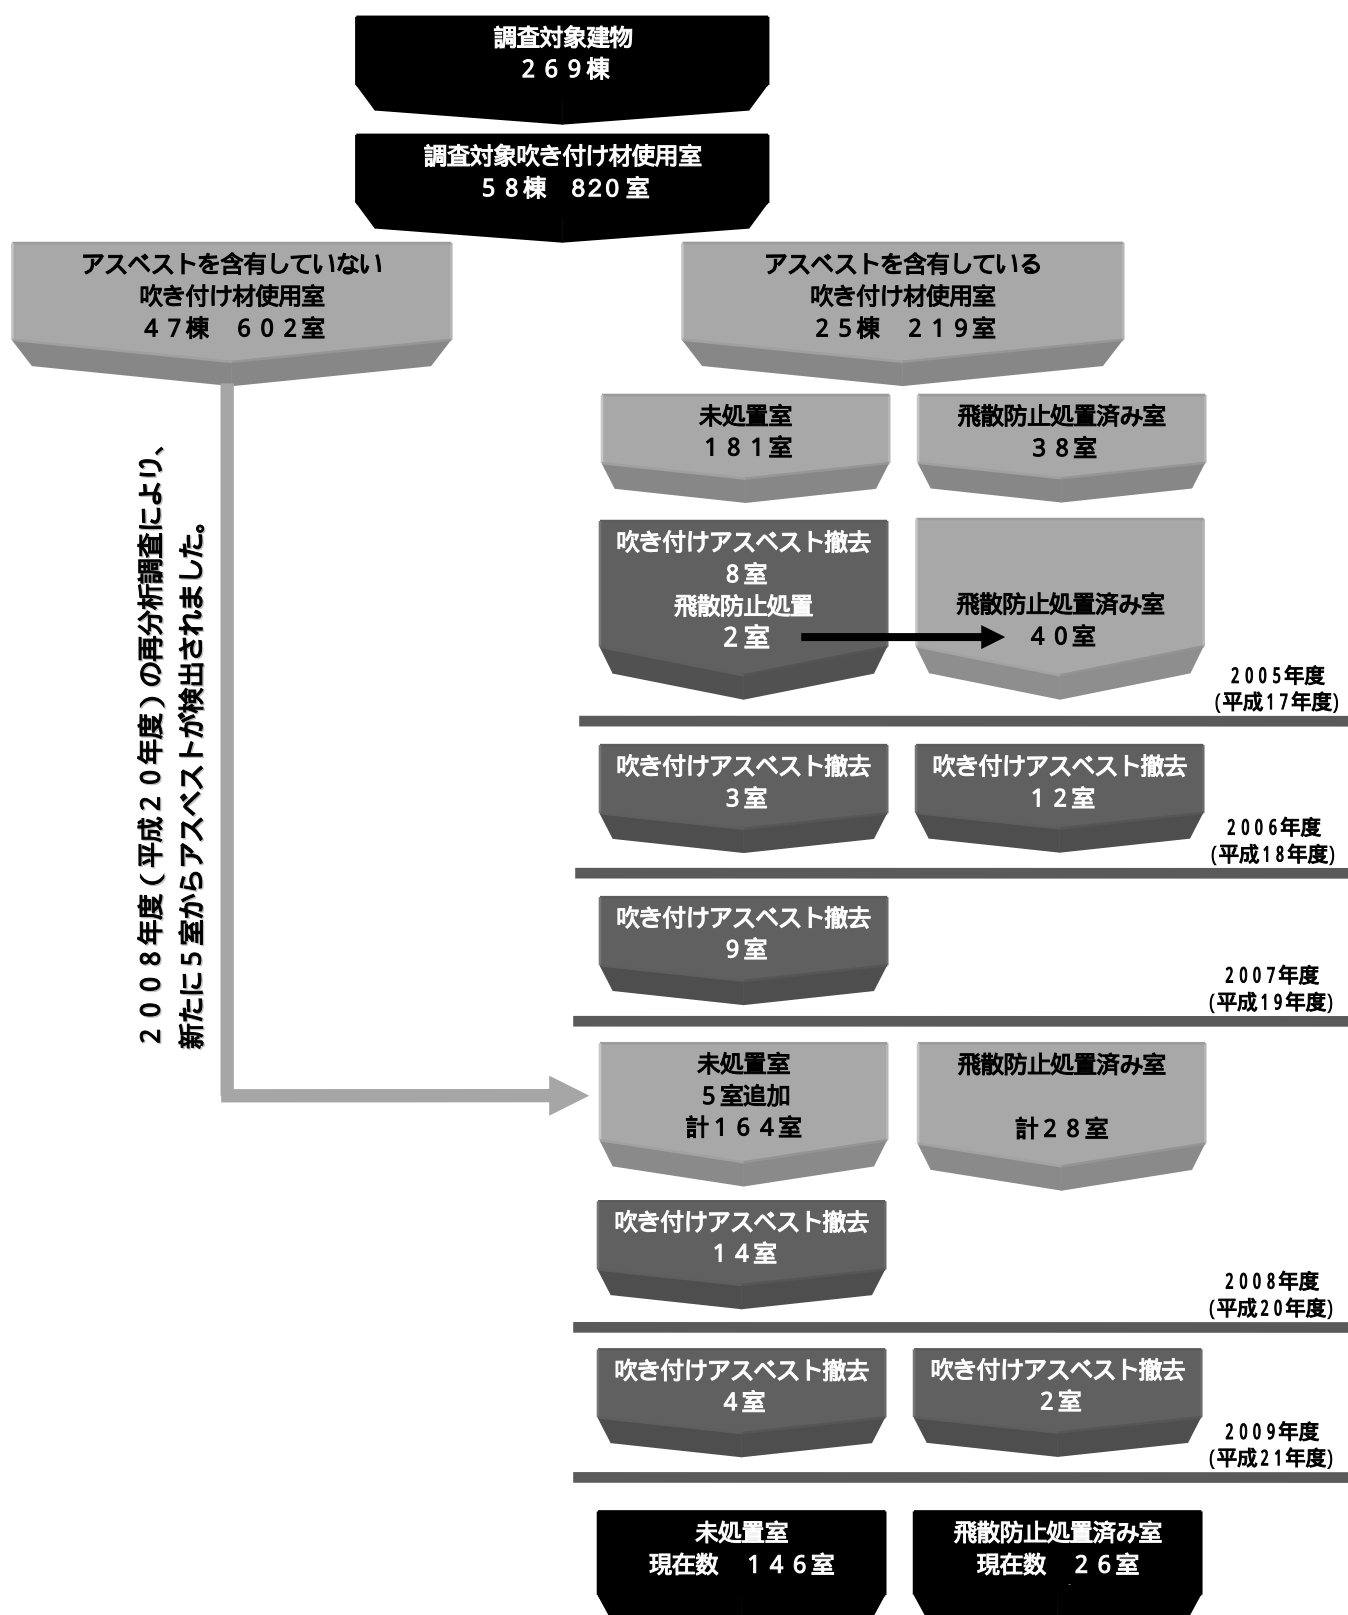 調査対象建物
２６９棟
調査対象吹き付け材使用室
５８棟　820室
アスベストを含有していない
吹き付け材使用室
４７棟　６０２室
アスベストを含有している
吹き付け材使用室
２５棟　２１９室
未処置室
１８１室
飛散防止処置済み室
３８室
２００８年度（平成２０年度）の再分析調査により、
新たに５室からアスベストが検出されました。
吹き付けアスベスト撤去
８室
飛散防止処置
２室
飛散防止処置済み室
４０室
2005年度
(平成17年度)
吹き付けアスベスト撤去
３室
吹き付けアスベスト撤去
１２室
2006年度
(平成18年度)
吹き付けアスベスト撤去
９室
2007年度
(平成19年度)
未処置室
５室追加
計１６４室
飛散防止処置済み室
計２８室
吹き付けアスベスト撤去
１４室
2008年度
(平成20年度)
吹き付けアスベスト撤去
４室
吹き付けアスベスト撤去
２室
2009年度
(平成21年度)
未処置室
現在数　１４６室
飛散防止処置済み室
現在数　２６室